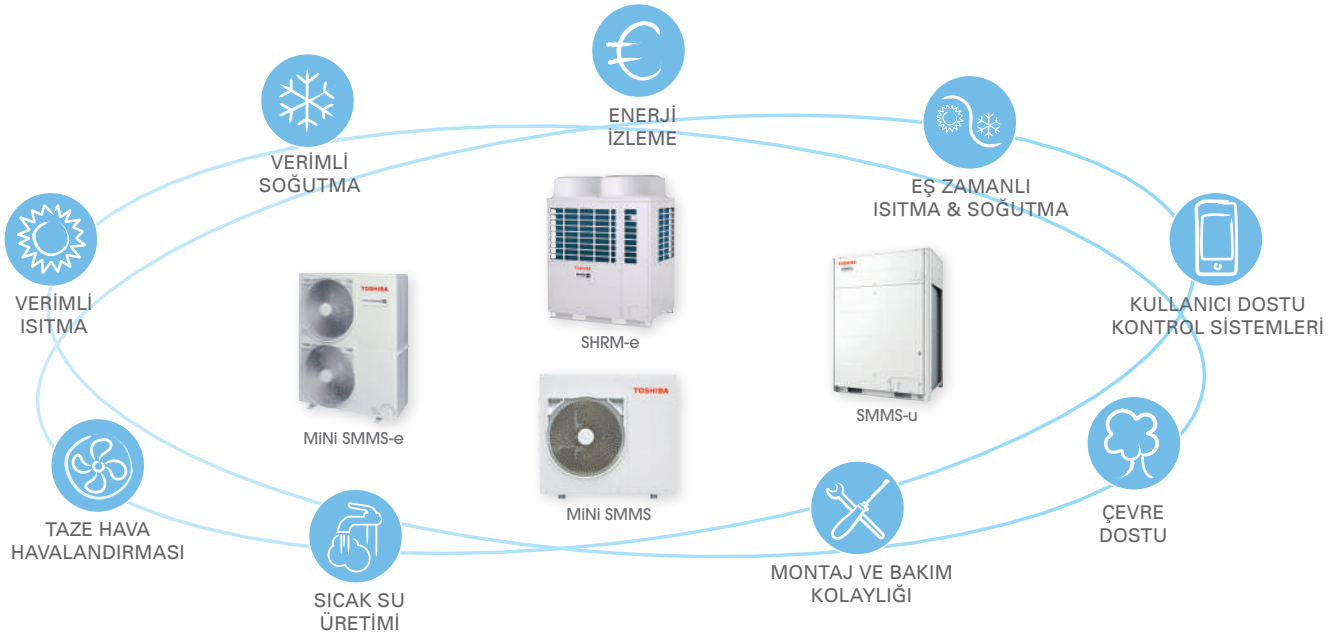 ENERJİ
İZLEME
VERİMLİ
SOĞUTMA
EŞ ZAMANLI
ISITMA & SOĞUTMA
VERİMLİ
ISITMA
KULLANICI DOSTU
KONTROL SİSTEMLERİ
TOSHIBA
SHRM-e
TOSHIBA
MiNi SMMS-e
TOSHIBA
SMMS-u
TOSHIBA
MiNi SMMS
TAZE HAVA
HAVALANDIRMASI
SICAK SU
ÜRETİMİ
MONTAJ VE BAKIM
KOLAYLIĞI
ÇEVRE
DOSTU